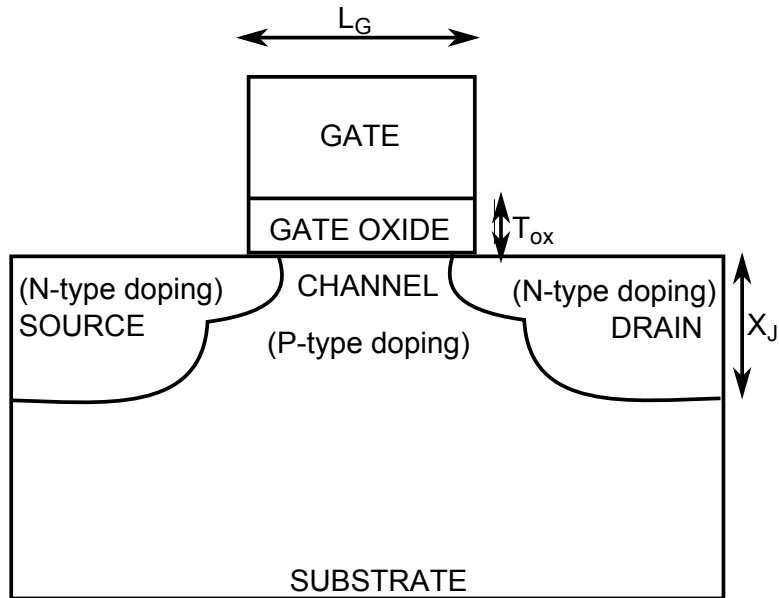 L_G
GATE
GATE OXIDE
T_ox
(N-type doping)
SOURCE
CHANNEL
(P-type doping)
(N-type doping)
DRAIN
X_J
SUBSTRATE